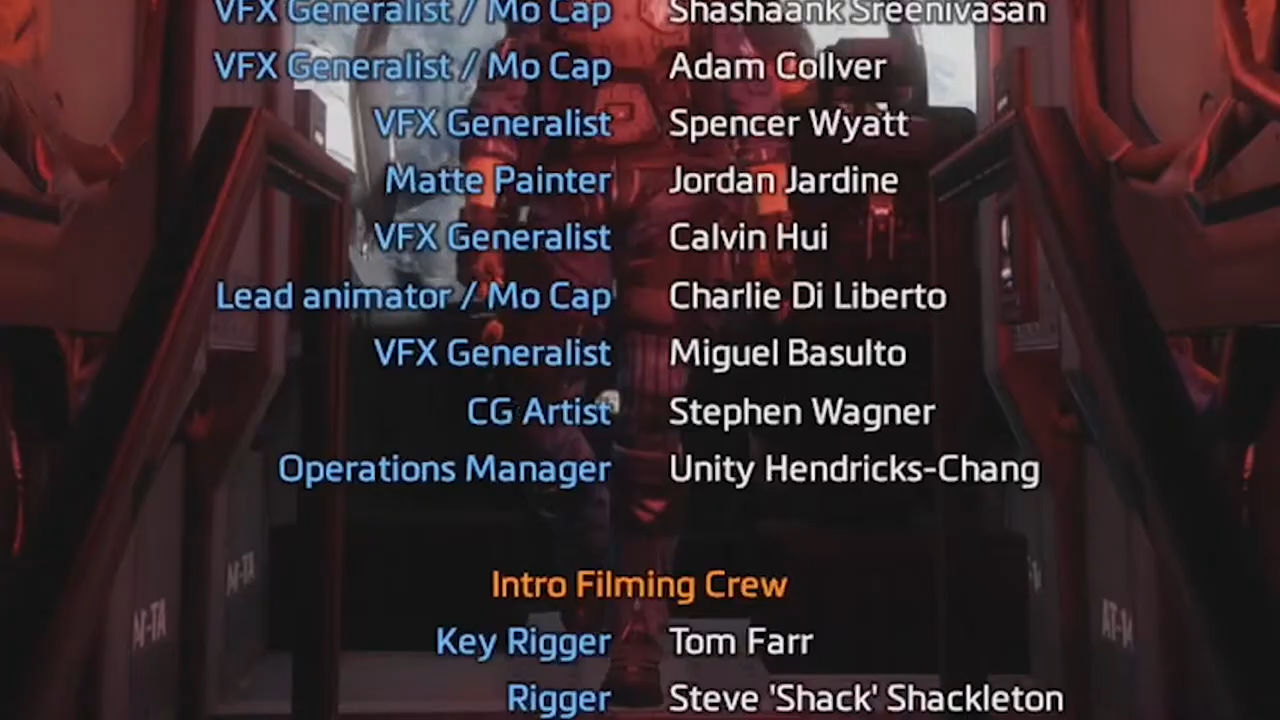 VFX Generalist / Mo Cap Shashaank Sreenivasan
VFX Generalist / Mo Cap Adam Collver
VFX Generalist Spencer Wyatt
Matte Painter Jordan Jardine
VFX Generalist Calvin Hui
Lead animator / Mo Cap Charlie Di Liberto
VFX Generalist Miguel Basulto
CG Artist Stephen Wagner
Operations Manager Unity Hendricks-Chang
Intro Filming Crew
Key Rigger Tom Farr
Rigger Steve 'Shack' Shackleton